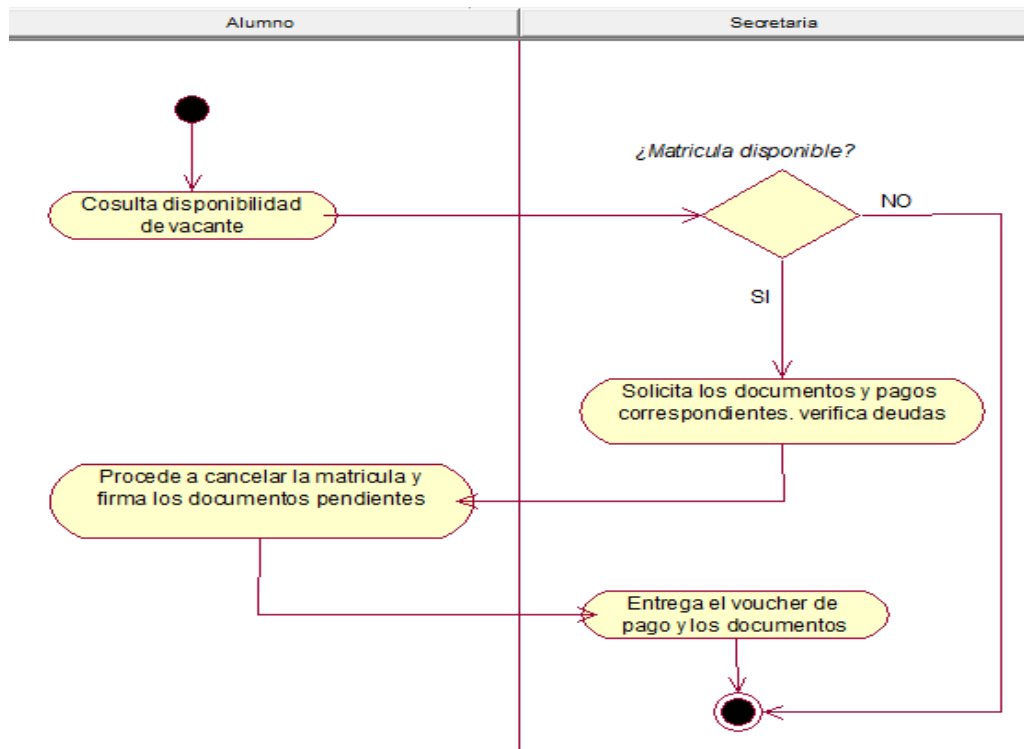 Alumno
Secretaria
¿Matricula disponible?
Cosulta disponibilidad
de vacante
NO
SI
Solicita los documentos y pagos
correspondientes. verifica deudas
Procede a cancelar la matricula y
firma los documentos pendientes
Entrega el voucher de
pago y los documentos